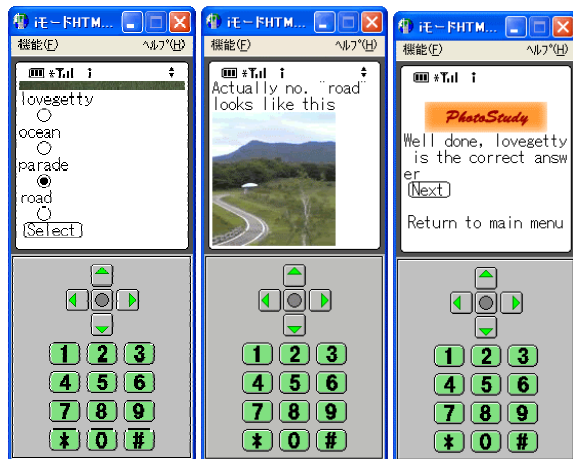 iモードHTM...
機能(F)
ヘルプ(H)
lovegetty
ocean
parade
road
Select
1 2 3
4 5 6
7 8 9
* 0 #
iモードHTM...
機能(F)
ヘルプ(H)
Actually no. "road"
looks like this
1 2 3
4 5 6
7 8 9
* 0 #
iモードHTM...
機能(F)
ヘルプ(H)
PhotoStudy
Well done, lovegetty
is the correct answ
er
Next
Return to main menu
1 2 3
4 5 6
7 8 9
* 0 #